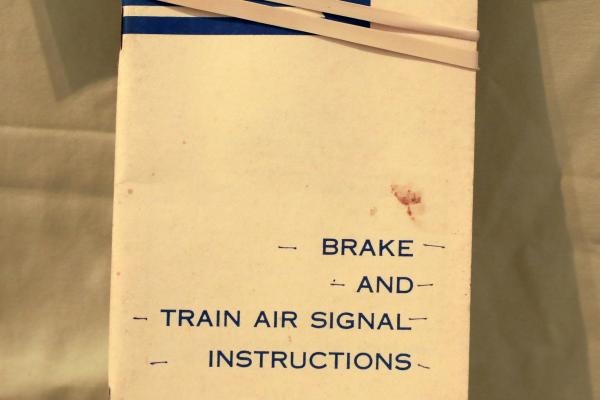 BRAKE
AND
TRAIN AIR SIGNAL
INSTRUCTIONS